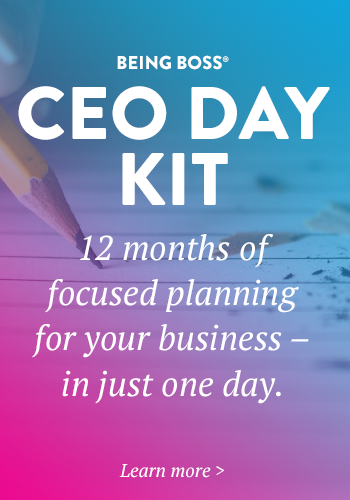 BEING BOSS®
CEO DAY
KIT
12 months of
focused planning
for your business –
in just one day.
Learn more >